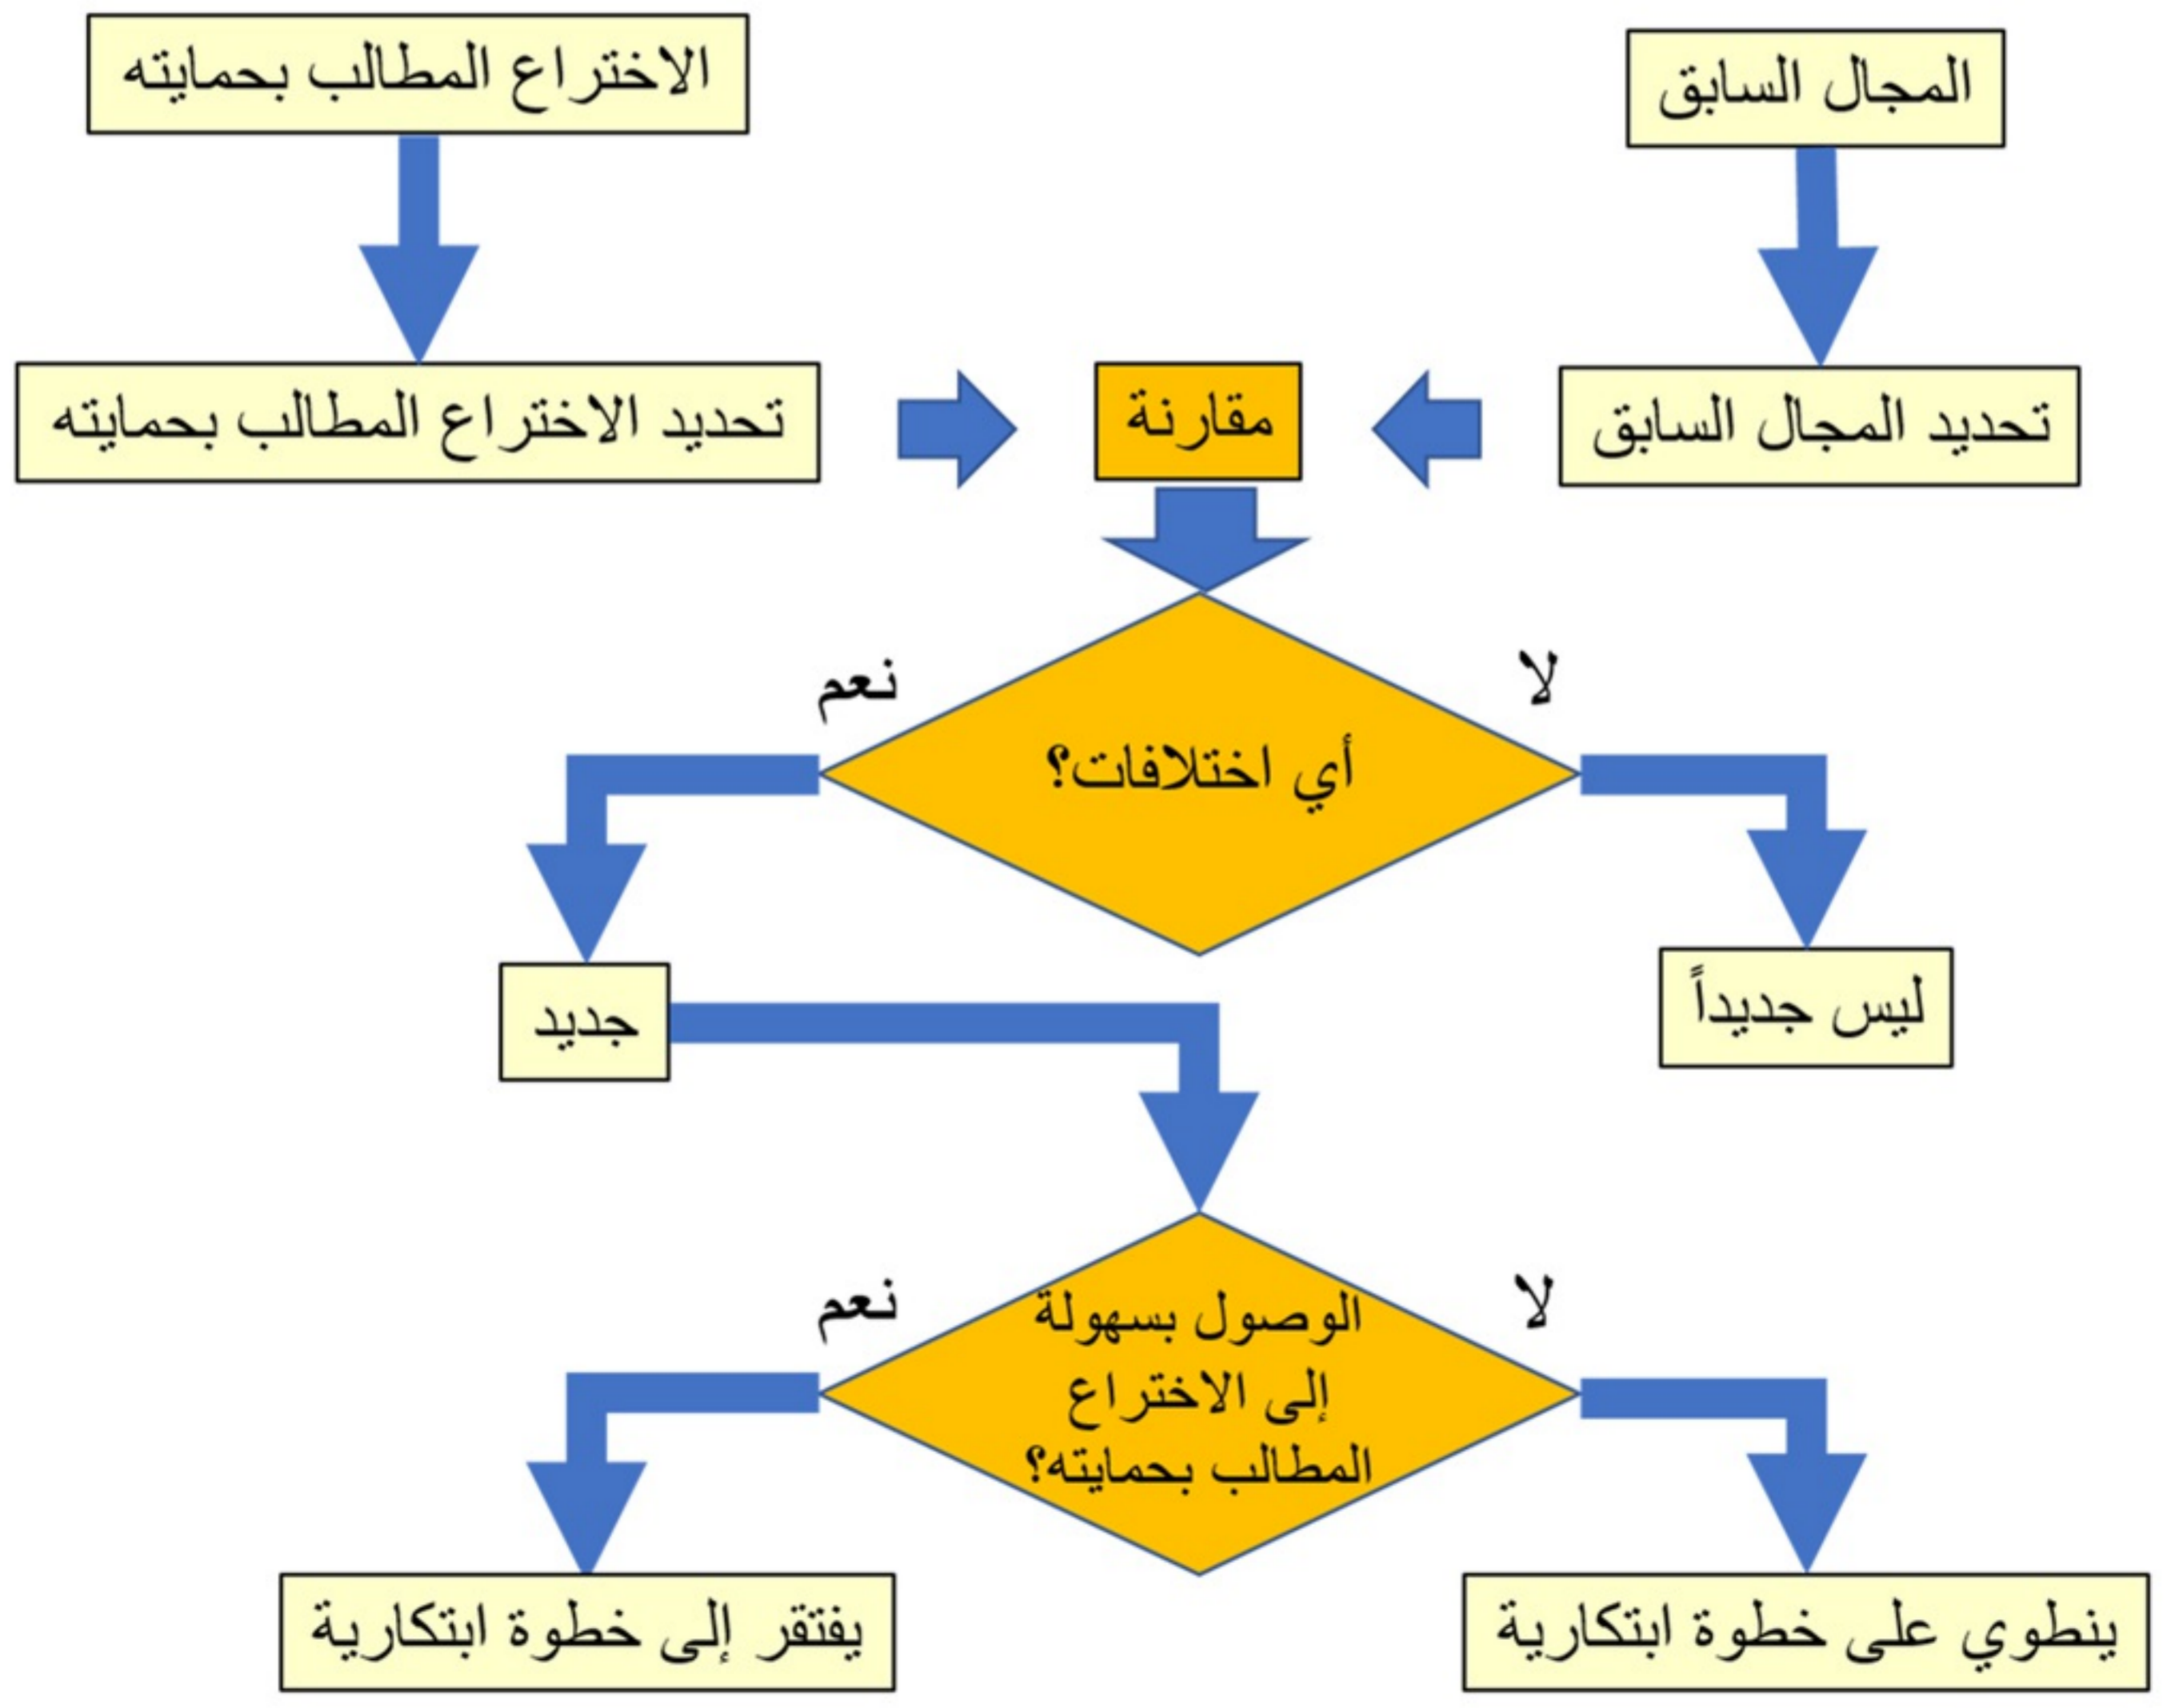 المجال السابق
الاختراع المطالب بحمايته
تحديد المجال السابق
مقارنة
تحديد الاختراع المطالب بحمايته
لا
نعم
أي اختلافات؟
ليس جديداً
جديد
لا
نعم
الوصول بسهولة
إلى الاختراع
المطالب بحمايته؟
ينطوي على خطوة ابتكارية
يفتقر إلى خطوة ابتكارية